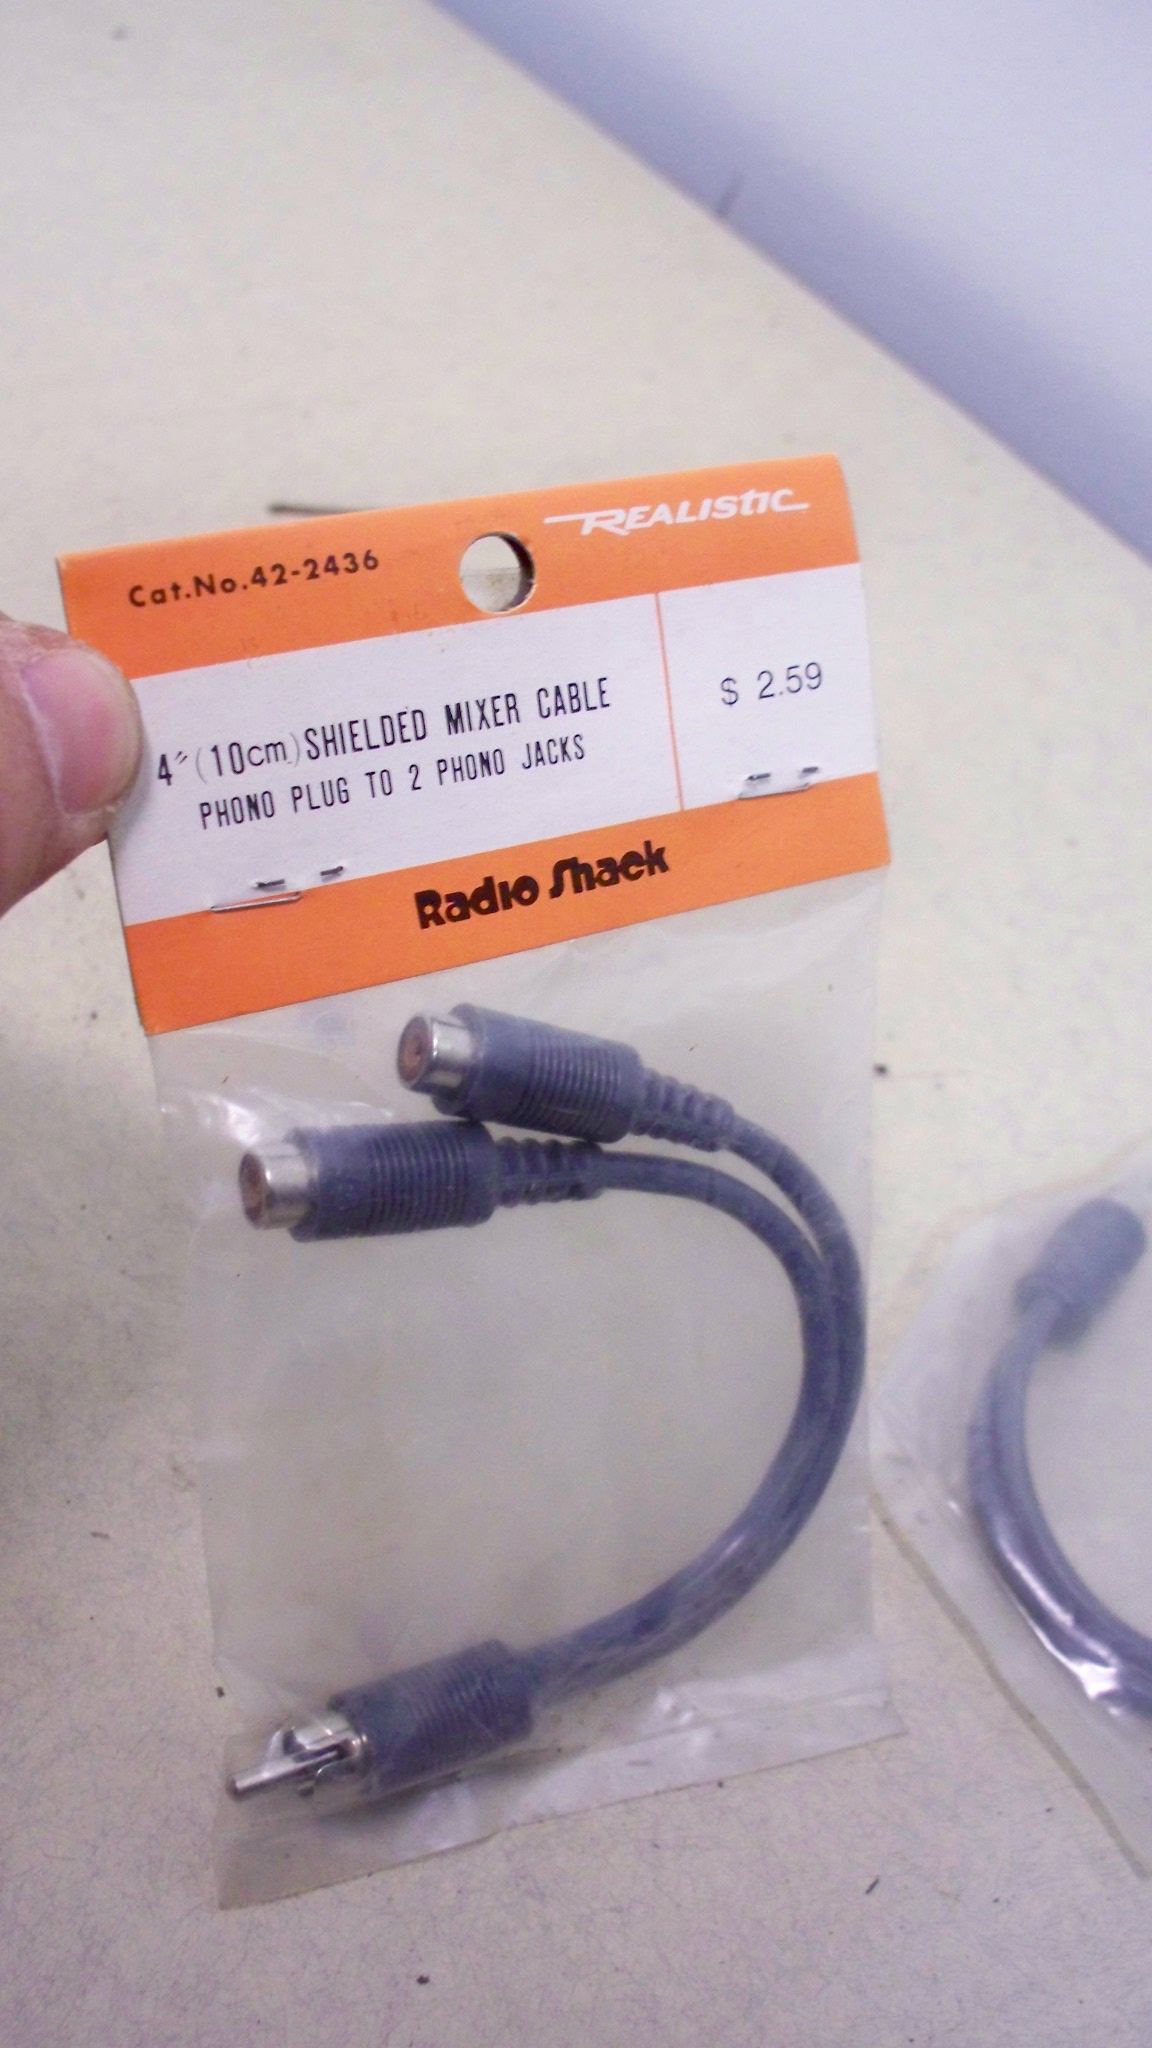 Cat.No.42-2436
REALISTIC
4"(10cm)SHIELDED MIXER CABLE
PHONO PLUG TO 2 PHONO JACKS
$ 2.59
Radio Shack